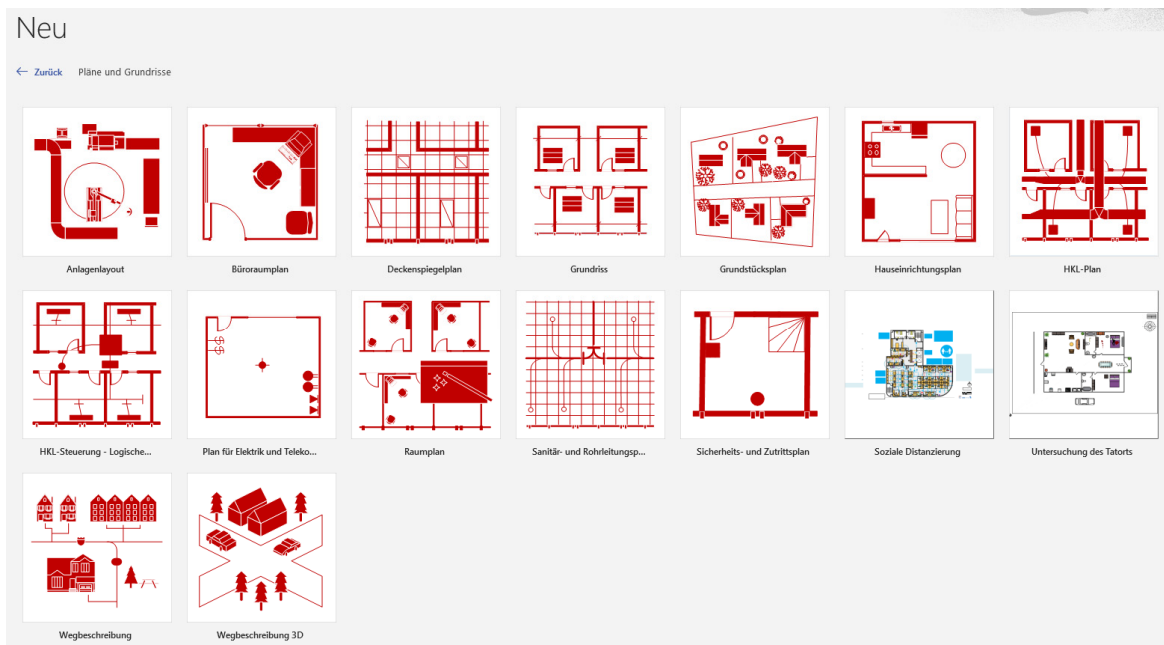 Neu
Zurück Pläne und Grundrisse
Anlagenlayout
Büroraumplan
Deckenspiegelplan
Grundriss
Grundstücksplan
Hauseinrichtungsplan
HKL-Plan
HKL-Steuerung - Logische...
Plan für Elektrik und Teleko...
Raumplan
Sanitär- und Rohrleitungsp...
Sicherheits- und Zutrittsplan
Soziale Distanzierung
Untersuchung des Tatorts
Wegbeschreibung
Wegbeschreibung 3D